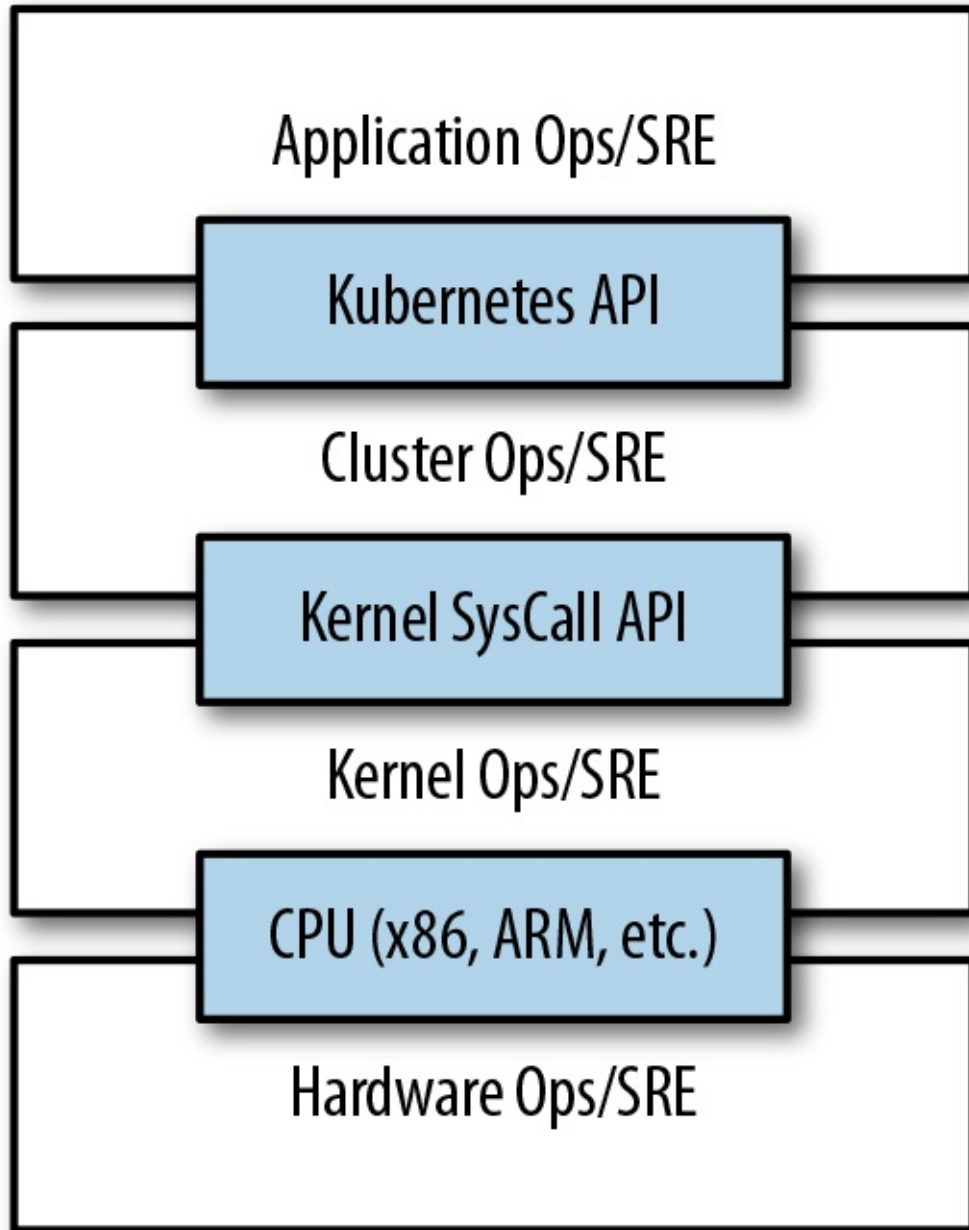 Application Ops/SRE
Kubernetes API
Cluster Ops/SRE
Kernel SysCall API
Kernel Ops/SRE
CPU (x86, ARM, etc.)
Hardware Ops/SRE